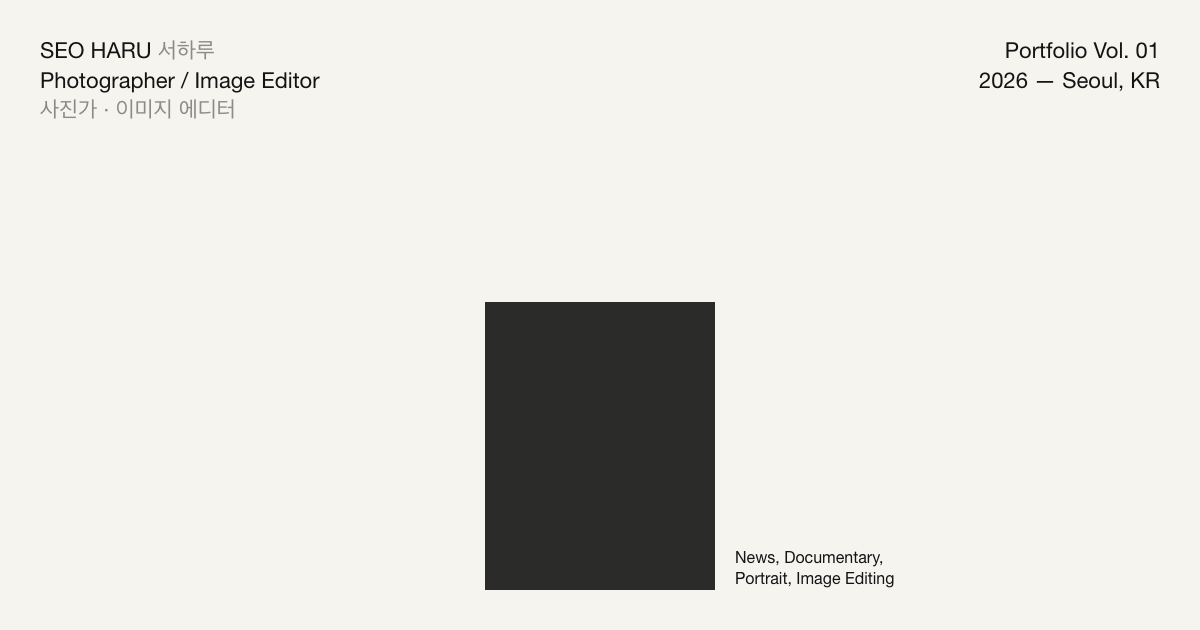 SEO HARU 서하루
Photographer / Image Editor
사진가 · 이미지 에디터
Portfolio Vol. 01
2026 — Seoul, KR
News, Documentary,
Portrait, Image Editing